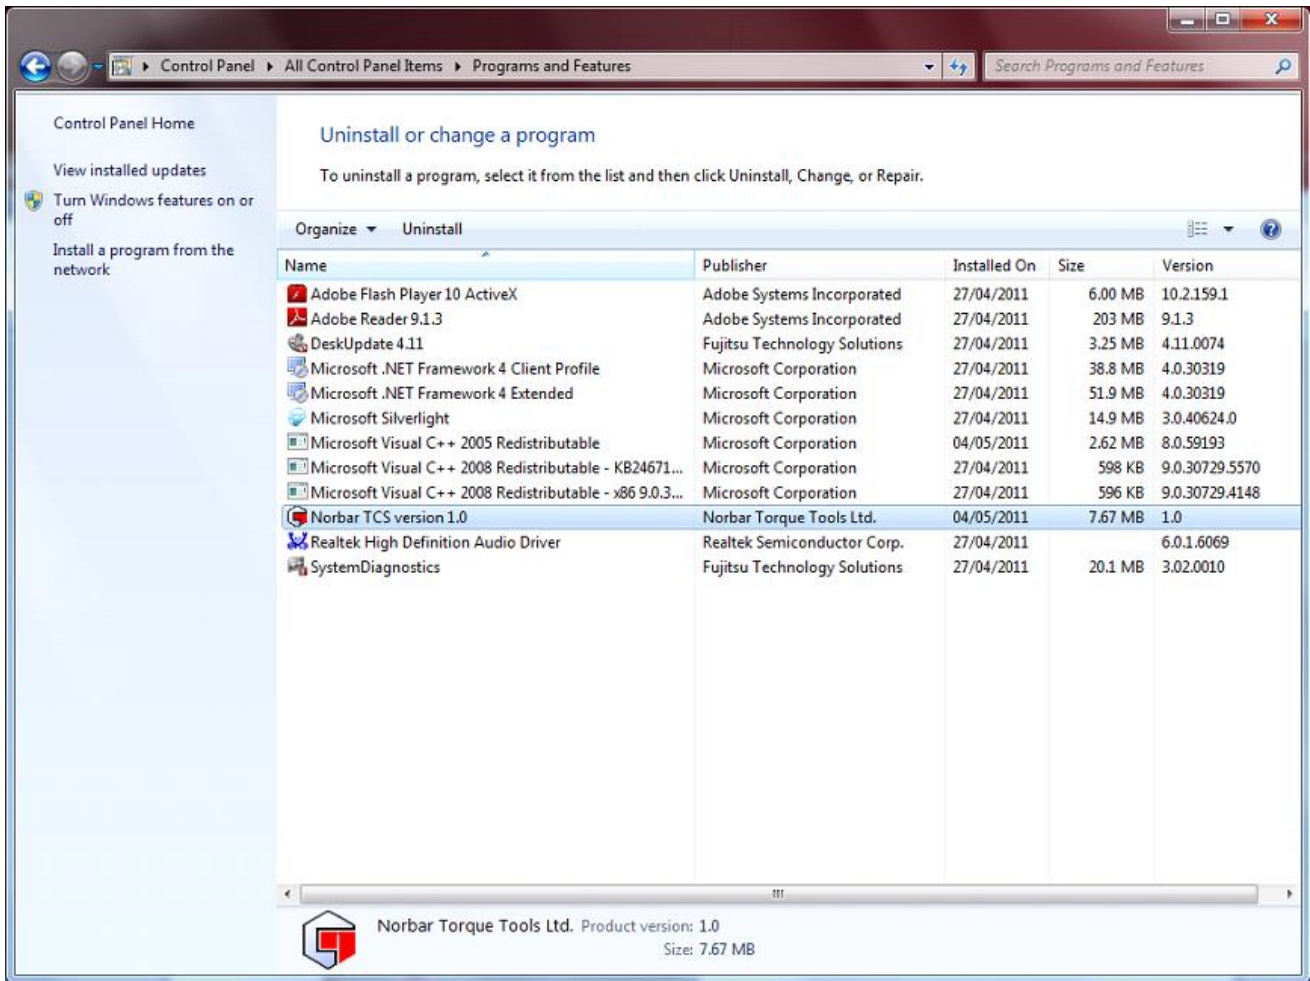 Control Panel All Control Panel Items Programs and Features Search Programs and Features
Control Panel Home
View installed updates
Turn Windows features on or
off
Install a program from the
network
Uninstall or change a program
To uninstall a program, select it from the list and then click Uninstall, Change, or Repair.
Organize Uninstall
Name Publisher Installed On Size Version
Adobe Flash Player 10 ActiveX Adobe Systems Incorporated 27/04/2011 6.00 MB 10.2.159.1
Adobe Reader 9.1.3 Adobe Systems Incorporated 27/04/2011 203 MB 9.1.3
DeskUpdate 4.11 Fujitsu Technology Solutions 27/04/2011 3.25 MB 4.11.0074
Microsoft .NET Framework 4 Client Profile Microsoft Corporation 27/04/2011 38.8 MB 4.0.30319
Microsoft .NET Framework 4 Extended Microsoft Corporation 27/04/2011 51.9 MB 4.0.30319
Microsoft Silverlight Microsoft Corporation 27/04/2011 14.9 MB 3.0.40624.0
Microsoft Visual C++ 2005 Redistributable Microsoft Corporation 04/05/2011 2.62 MB 8.0.59193
Microsoft Visual C++ 2008 Redistributable - KB24671... Microsoft Corporation 27/04/2011 598 KB 9.0.30729.5570
Microsoft Visual C++ 2008 Redistributable - x86 9.0.3... Microsoft Corporation 27/04/2011 596 KB 9.0.30729.4148
Norbar TCS version 1.0 Norbar Torque Tools Ltd. 04/05/2011 7.67 MB 1.0
Realtek High Definition Audio Driver Realtek Semiconductor Corp. 27/04/2011 6.0.1.6069
SystemDiagnostics Fujitsu Technology Solutions 27/04/2011 20.1 MB 3.02.0010
Norbar Torque Tools Ltd. Product version: 1.0
Size: 7.67 MB